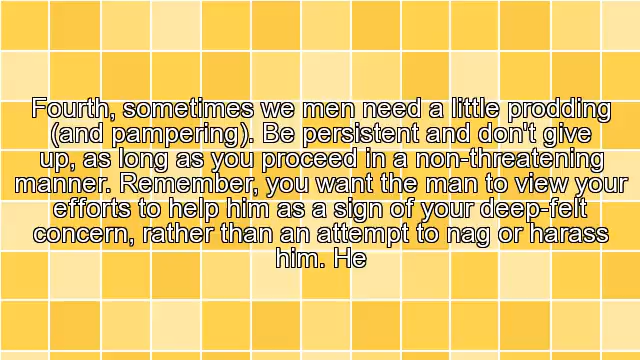 Fourth, sometimes we men need a little prodding
(and pampering). Be persistent and don't give
up, as long as you proceed in a non-threatening
manner. Remember, you want the man to view your
efforts to help him as a sign of your deep-felt
concern, rather than an attempt to nag or harass
him. He